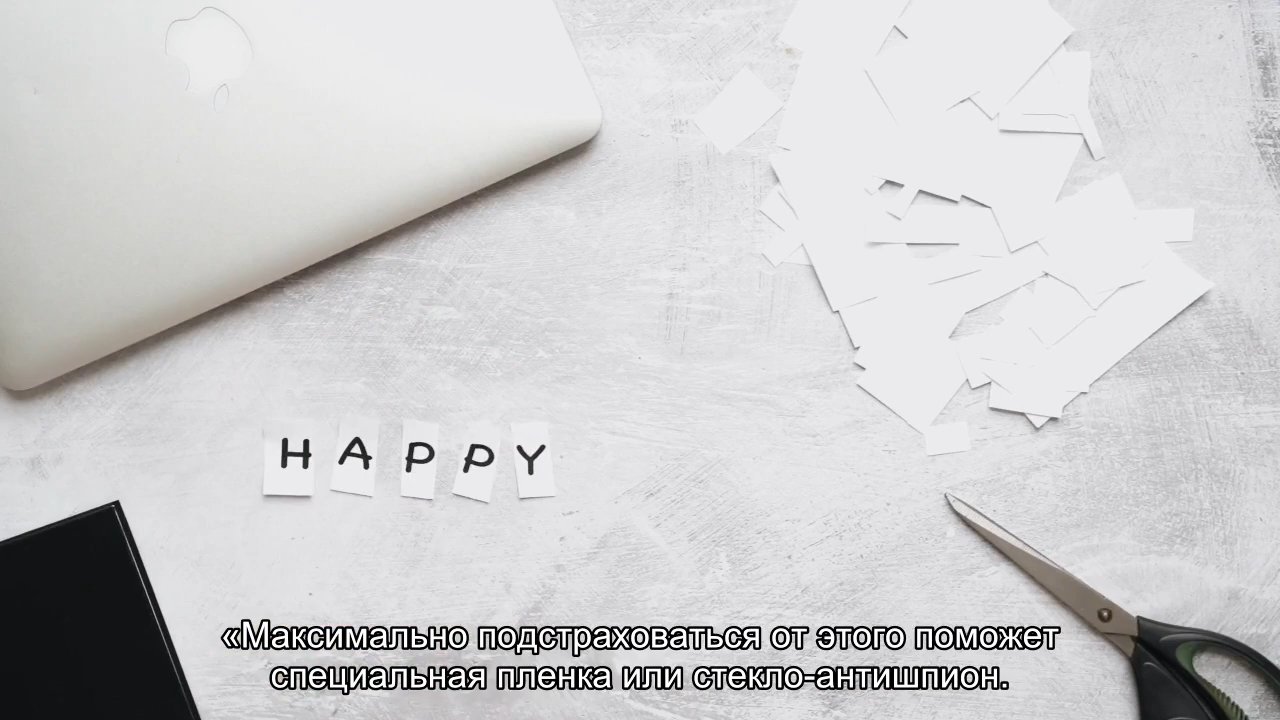 HAPPY
«Максимально подстраховаться от этого поможет
специальная пленка или стекло-антишпион.